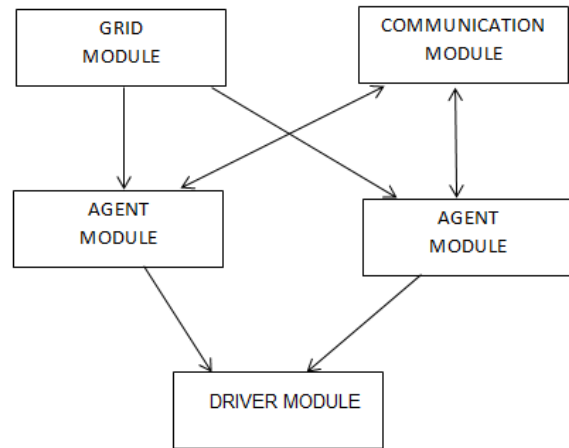 GRID
MODULE
COMMUNICATION
MODULE
AGENT
MODULE
AGENT
MODULE
DRIVER MODULE